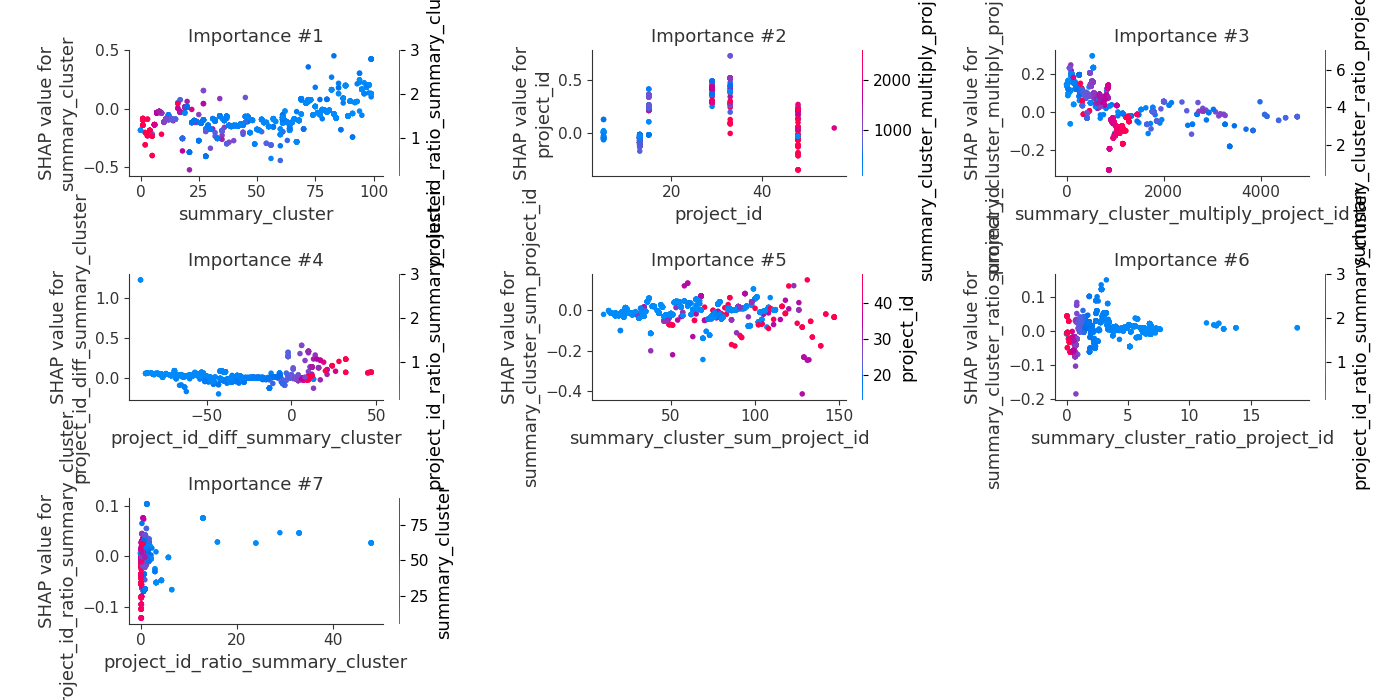 Importance #1
SHAP value for
summary_cluster
0.5
0.0
−0.5
0
25
50
75
100
summary_cluster
3
2
1
Importance #2
SHAP value for
project_id
0.5
0.0
20
40
project_id
2000
1000
Importance #3
SHAP value for
0.2
0.0
−0.2
0
2000
4000
summary_cluster_multiply_project_id
6
4
2
Importance #4
SHAP value for
project_id_diff_summary_cluster
1.0
0.5
0.0
−50
0
50
project_id_diff_summary_cluster
3
2
1
Importance #5
SHAP value for
summary_cluster_sum_project_id
0.0
−0.2
−0.4
50
100
150
summary_cluster_sum_project_id
40
30
20
project_id
Importance #6
SHAP value for
0.1
0.0
−0.1
−0.2
0
5
10
15
summary_cluster_ratio_project_id
3
2
1
Importance #7
SHAP value for
0.1
0.0
−0.1
0
20
40
project_id_ratio_summary_cluster
75
50
25
summary_cluster